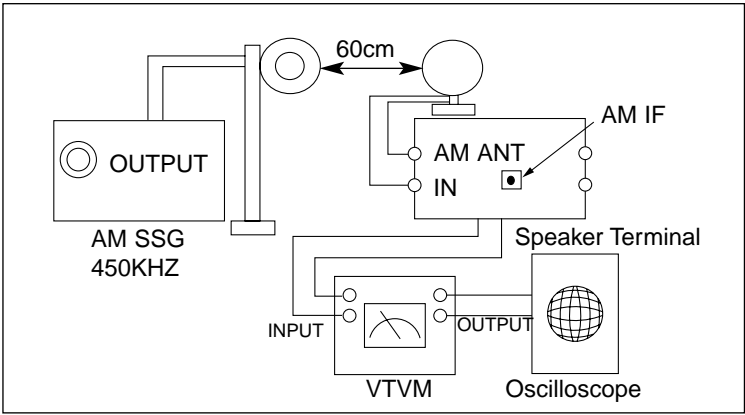 60cm
AM IF
OUTPUT
AM ANT
IN
AM SSG
450KHZ
Speaker Terminal
INPUT
OUTPUT
VTVM
Oscilloscope